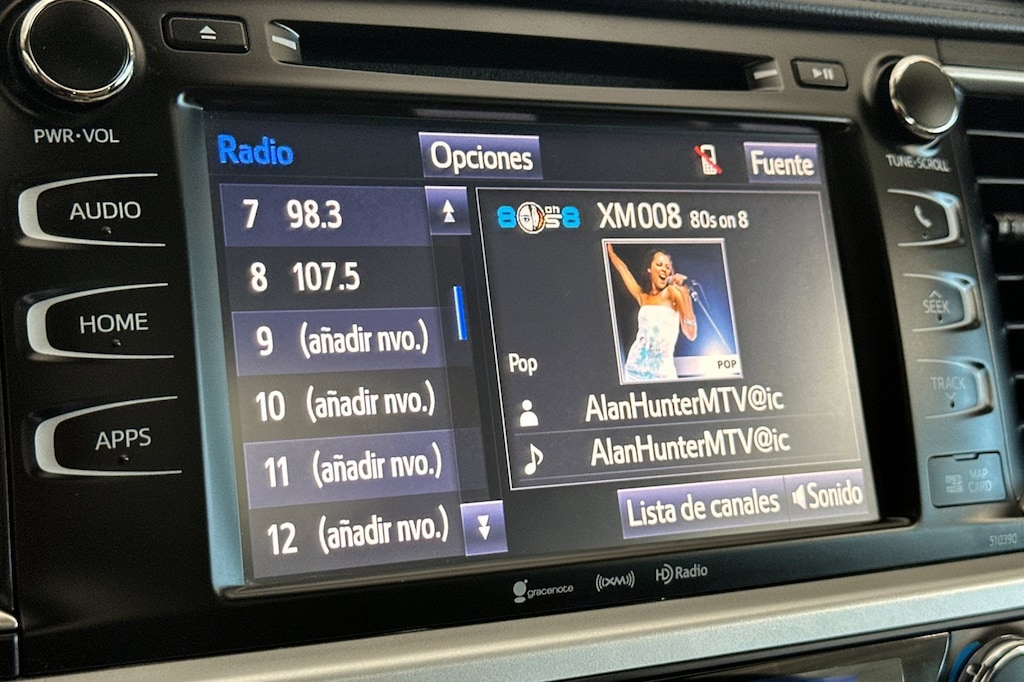 PWR•VOL
AUDIO
HOME
APPS
Radio
Opciones
Fuente
7 98.3
8 107.5
9 (añadir nvo.)
10 (añadir nvo.)
11 (añadir nvo.)
12 (añadir nvo.)
80s on 8
XM008 80s on 8
POP
Pop
AlanHunterMTV@ic
AlanHunterMTV@ic
Lista de canales
Sonido
TUNE•SCROLL
SEEK
TRACK
MAP
CARD
510390
gracenote
((XM))
HD Radio